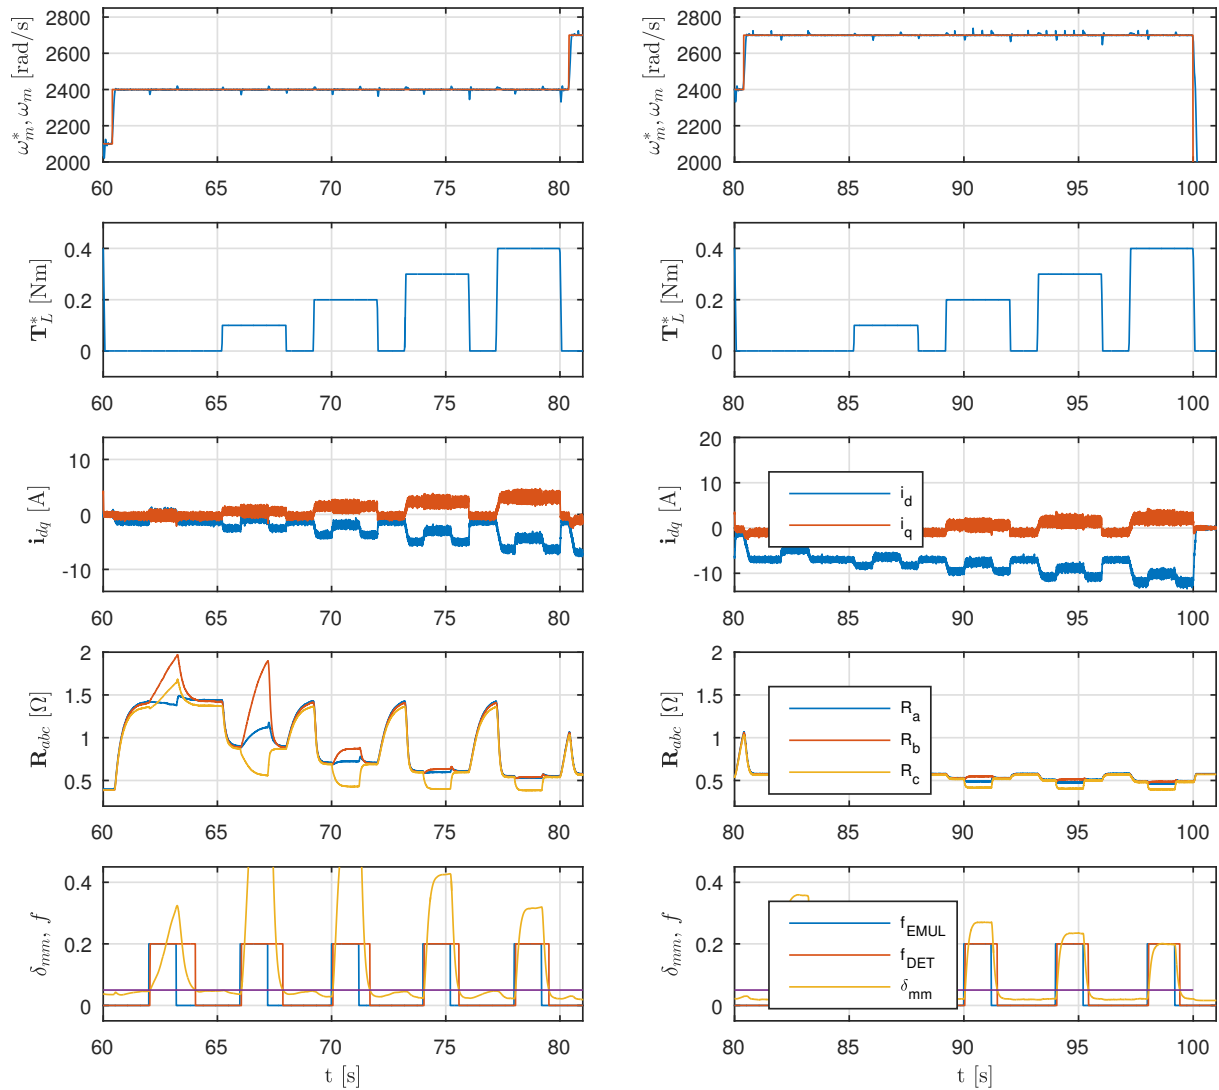 ω*m, ωm [rad/s]
2800
2600
2400
2200
2000
60 65 70 75 80
T*L [Nm]
0.4
0.2
0
60 65 70 75 80
idq [A]
10
0
-10
60 65 70 75 80
Rabc [Ω]
2
1.5
1
0.5
60 65 70 75 80
δmm, f
0.4
0.2
0
60 65 70 75 80
t [s]
ω*m, ωm [rad/s]
2800
2600
2400
2200
2000
80 85 90 95 100
T*L [Nm]
0.4
0.2
0
80 85 90 95 100
idq [A]
20
10
0
-10
id
iq
80 85 90 95 100
Rabc [Ω]
2
1.5
1
0.5
Ra
Rb
Rc
80 85 90 95 100
δmm, f
0.4
0.2
0
fEMUL
fDET
δmm
80 85 90 95 100
t [s]